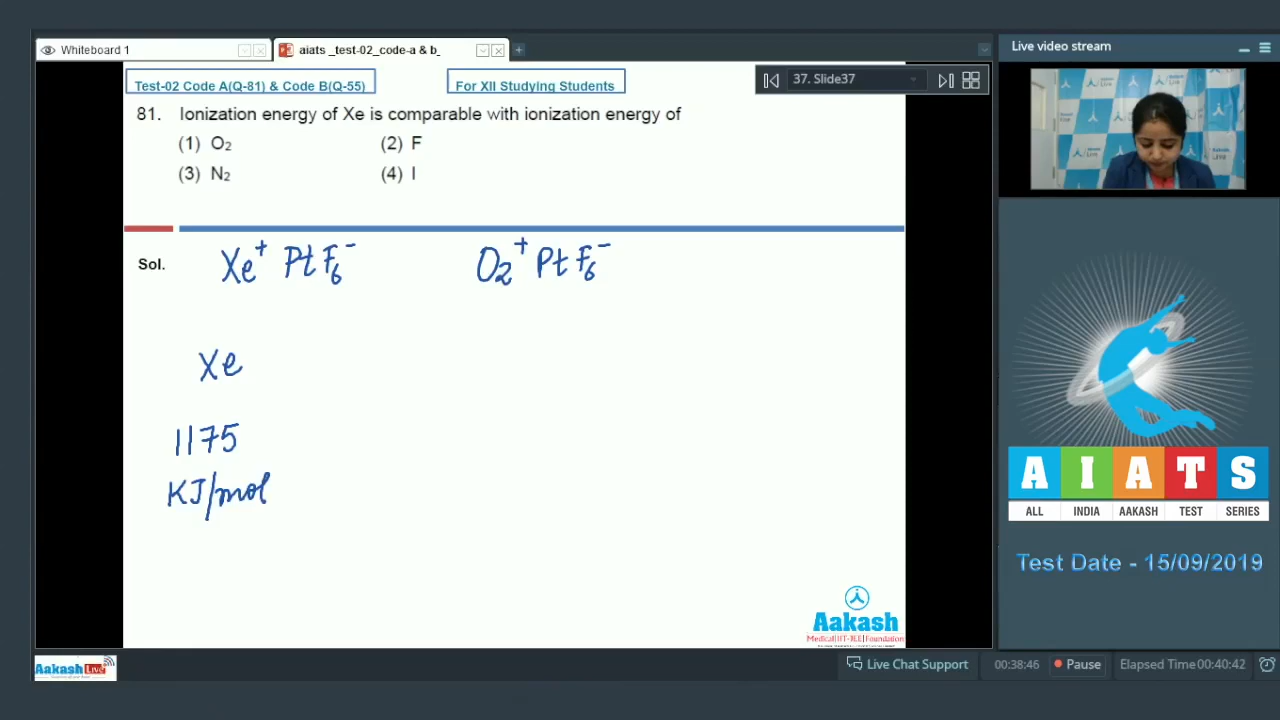 Whiteboard 1
aiats _test-02_code-a & b_
Live video stream
Test-02 Code A(Q-81) & Code B(Q-55)
For XII Studying Students
37. Slide37
81. Ionization energy of Xe is comparable with ionization energy of
(1) O₂ (2) F
(3) N₂ (4) I
Sol.
Xe⁺ PtF₆⁻ O₂⁺ PtF₆⁻
Xe
1175
KJ/mol
A I A T S
ALL INDIA AAKASH TEST SERIES
Test Date - 15/09/2019
Aakash
Medical|IIT-JEE|Foundation
Aakash Live
Live Chat Support
00:38:46
Pause
Elapsed Time 00:40:42